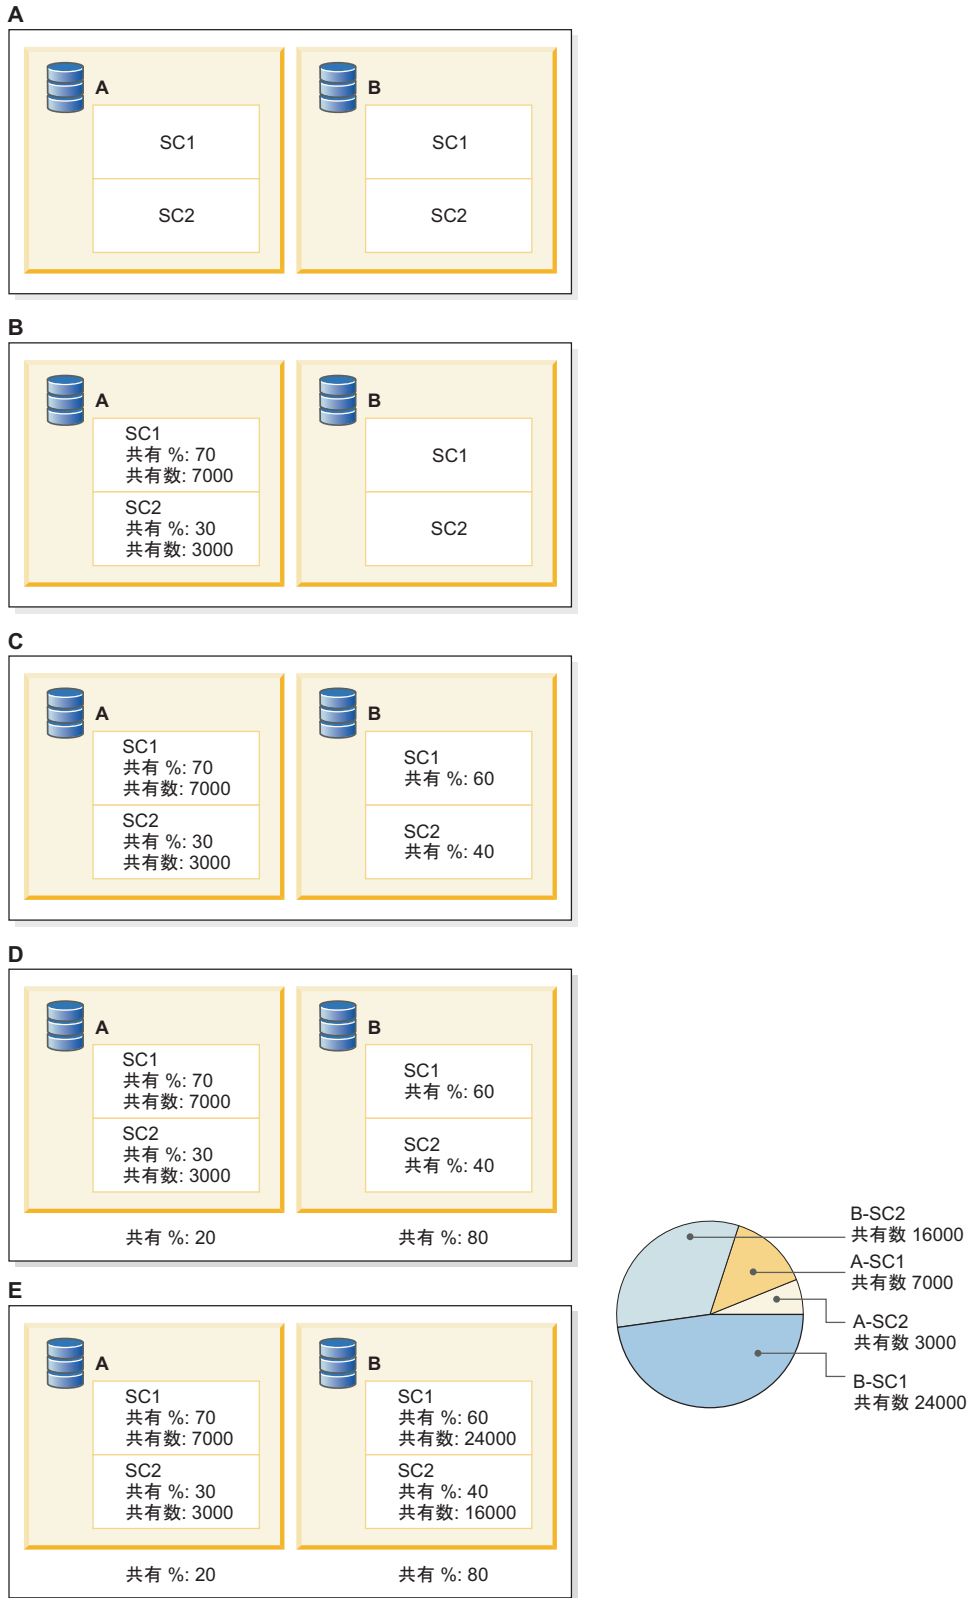 A
A
SC1
SC2
B
SC1
SC2
B
A
SC1
共有 %: 70
共有数: 7000
SC2
共有 %: 30
共有数: 3000
B
SC1
SC2
C
A
SC1
共有 %: 70
共有数: 7000
SC2
共有 %: 30
共有数: 3000
B
SC1
共有 %: 60
SC2
共有 %: 40
D
A
SC1
共有 %: 70
共有数: 7000
SC2
共有 %: 30
共有数: 3000
共有 %: 20
B
SC1
共有 %: 60
SC2
共有 %: 40
共有 %: 80
E
A
SC1
共有 %: 70
共有数: 7000
SC2
共有 %: 30
共有数: 3000
共有 %: 20
B
SC1
共有 %: 60
共有数: 24000
SC2
共有 %: 40
共有数: 16000
共有 %: 80
B-SC2
共有数 16000
A-SC1
共有数 7000
A-SC2
共有数 3000
B-SC1
共有数 24000